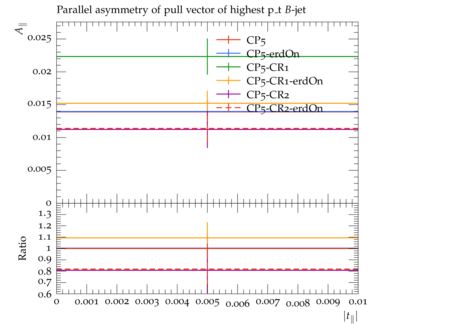 Parallel asymmetry of pull vector of highest p_t B-jet
A∥
0.025
0.02
0.015
0.01
0.005
0
CP5
CP5-erdOn
CP5-CR1
CP5-CR1-erdOn
CP5-CR2
CP5-CR2-erdOn
Ratio
1.3
1.2
1.1
1
0.9
0.8
0.7
0.6
0 0.001 0.002 0.003 0.004 0.005 0.006 0.007 0.008 0.009 0.01
|t∥|